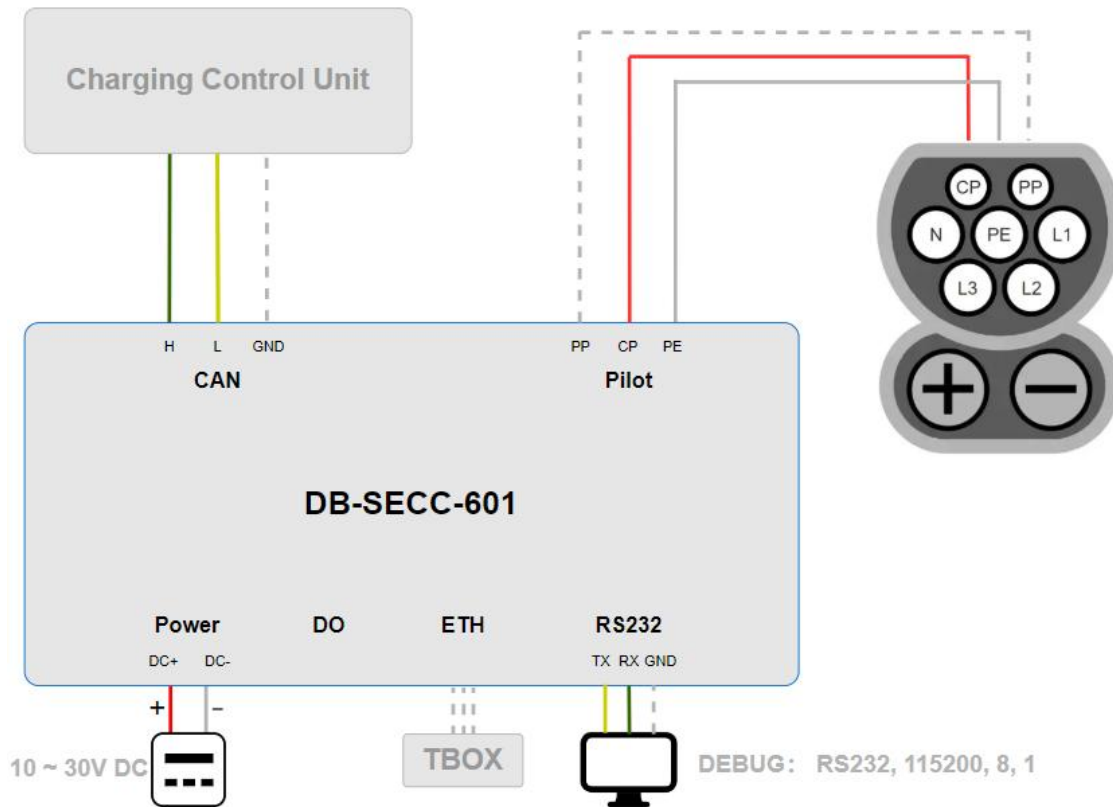 Charging Control Unit
CP PP
N PE L1
L3 L2
H L GND
PP CP PE
CAN
Pilot
DB-SECC-601
Power DO ETH RS232
DC+ DC-
TX RX GND
+ −
10 ~ 30V DC
TBOX
DEBUG: RS232, 115200, 8, 1